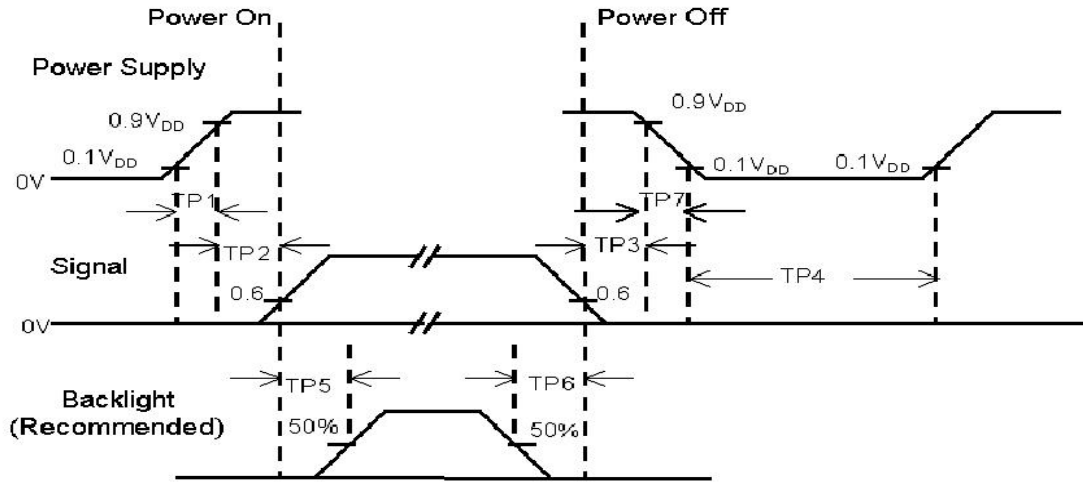 Power On
Power Off
Power Supply
0.9VDD
0.9VDD
0.1VDD
0.1VDD
0.1VDD
0V
TP1
TP7
TP2
TP3
Signal
TP4
0.6
0.6
0V
TP5
TP6
Backlight
(Recommended)
50%
50%